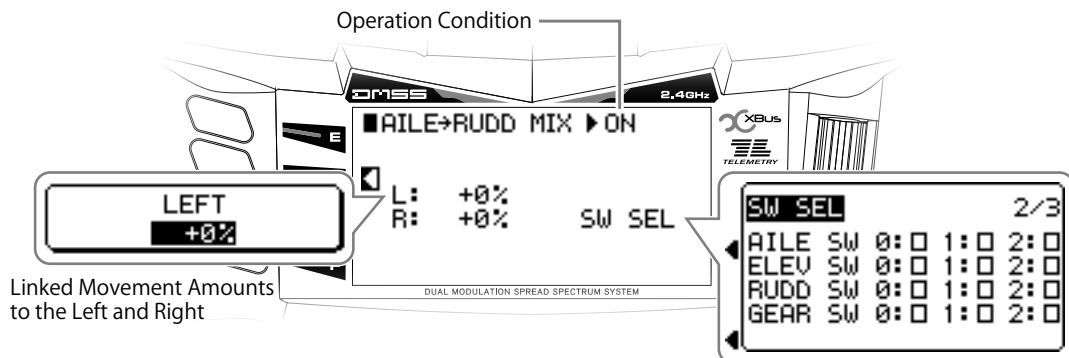 Operation Condition
DMSS 2.4GHz
■AILE→RUDD MIX ▶ON
XBus
E
TELEMETRY
L: +0%
R: +0% SW SEL
LEFT
+0%
SW SEL 2/3
AILE SW 0:□ 1:□ 2:□
ELEV SW 0:□ 1:□ 2:□
RUDD SW 0:□ 1:□ 2:□
GEAR SW 0:□ 1:□ 2:□
Linked Movement Amounts
to the Left and Right
DUAL MODULATION SPREAD SPECTRUM SYSTEM